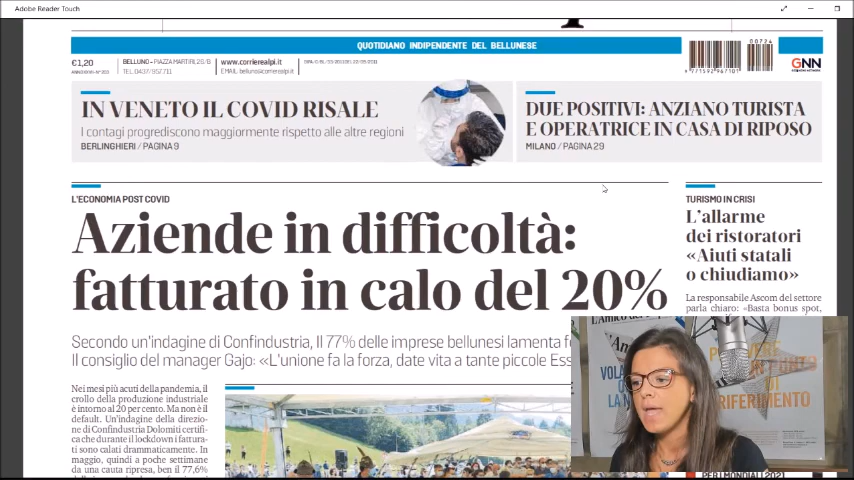 Adobe Reader Touch
QUOTIDIANO INDIPENDENTE DEL BELLUNESE
€ 1,20
BELLUNO - PIAZZA MARTIRI, 26/B
TEL. 0437/957711
www.corrierealpi.it
E-MAIL: belluno@corrierealpi.it
GNN
IN VENETO IL COVID RISALE
I contagi progrediscono maggiormente rispetto alle altre regioni
BERLINGHIERI / PAGINA 9
DUE POSITIVI: ANZIANO TURISTA
E OPERATRICE IN CASA DI RIPOSO
MILANO / PAGINA 29
L'ECONOMIA POST COVID
Aziende in difficoltà:
fatturato in calo del 20%
Secondo un'indagine di Confindustria, Il 77% delle imprese bellunesi lamenta
Il consiglio del manager Gajo: «L'unione fa la forza, date vita a tante piccole
Nei mesi più acuti della pandemia, il
crollo della produzione industriale
è intorno al 20 per cento. Ma non è il
default. Un'indagine della direzio-
ne di Confindustria Dolomiti certifi-
ca che durante il lockdown i fattura-
ti sono calati drammaticamente. In
maggio, quindi a poche settimane
da una cauta ripresa, ben il 77,6%
TURISMO IN CRISI
L'allarme
dei ristoratori
«Aiuti statali
o chiudiamo»
La responsabile Ascom del settore
parla chiaro: «Basta bonus spot,
RIFERIMENTO
PER I MONDIALI 2021